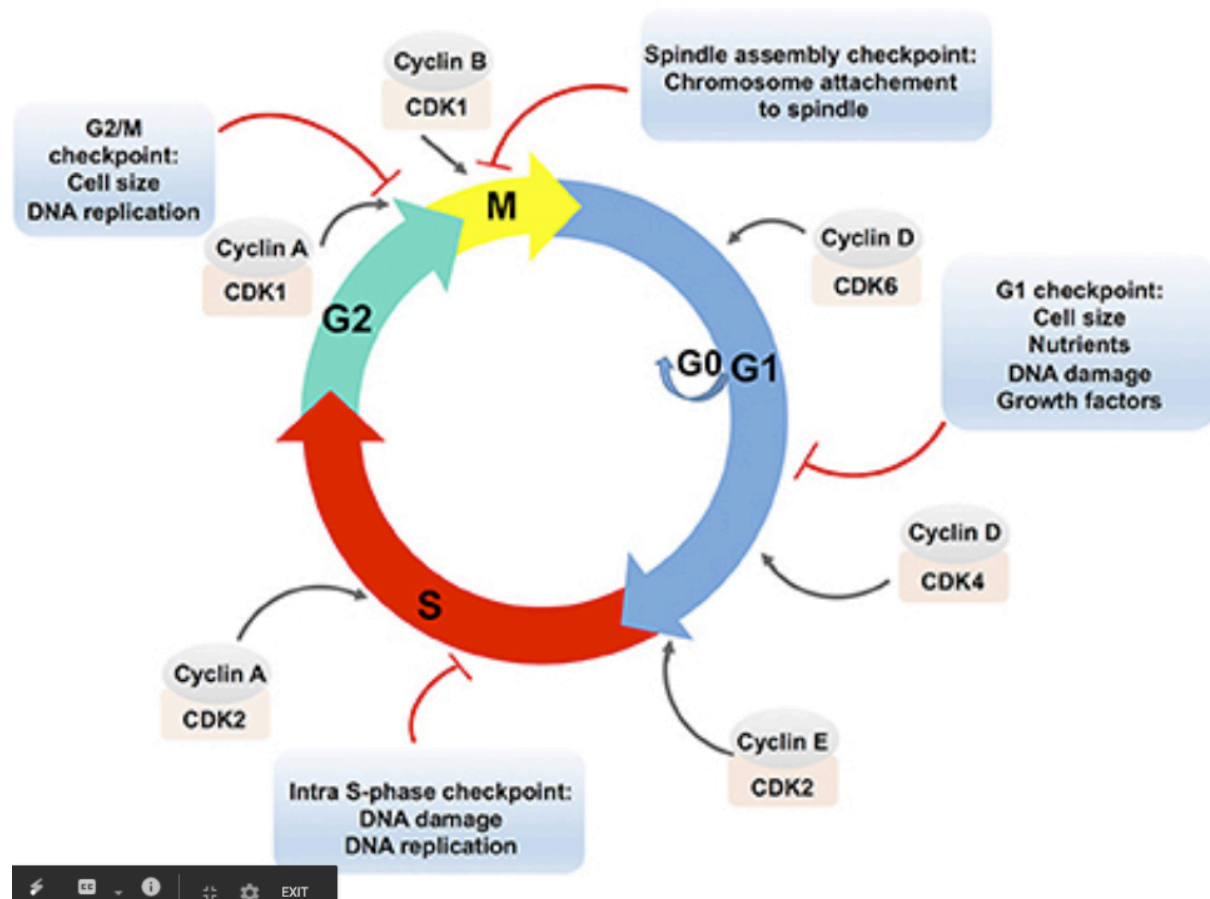 Cyclin B
CDK1
Spindle assembly checkpoint:
Chromosome attachement
to spindle
G2/M
checkpoint:
Cell size
DNA replication
M
Cyclin A
CDK1
Cyclin D
CDK6
G2
G0
G1
G1 checkpoint:
Cell size
Nutrients
DNA damage
Growth factors
Cyclin D
CDK4
S
Cyclin A
CDK2
Cyclin E
CDK2
Intra S-phase checkpoint:
DNA damage
DNA replication
CC
EXIT